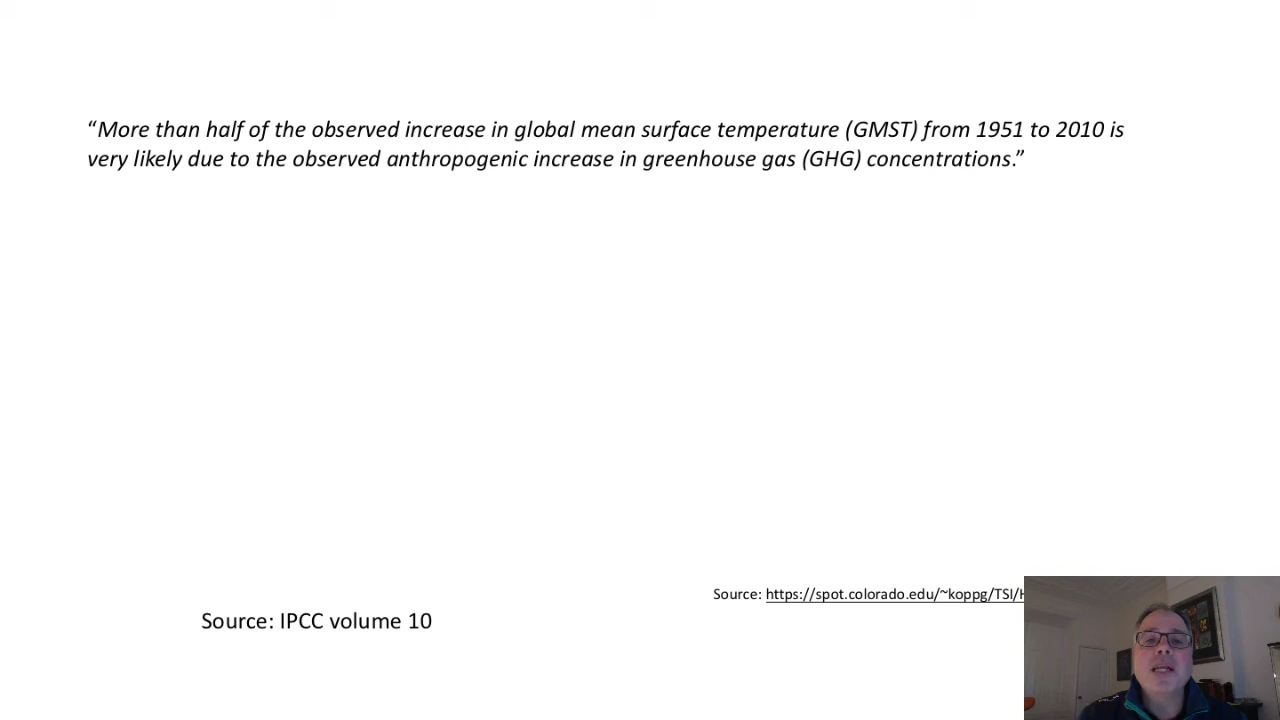 “More than half of the observed increase in global mean surface temperature (GMST) from 1951 to 2010 is
very likely due to the observed anthropogenic increase in greenhouse gas (GHG) concentrations.”
Source: https://spot.colorado.edu/~koppg/TSI/
Source: IPCC volume 10